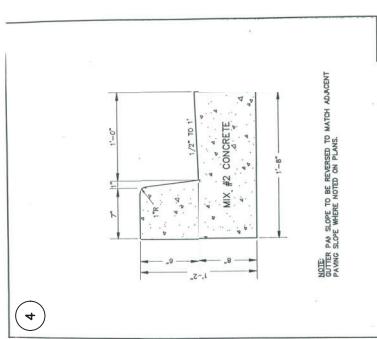 4
7"
1"
1'-0"
1"R
1/2" TO 1'
MIX #2 CONCRETE
6"
8"
1'-2"
1'-8"
NOTE:
GUTTER PAN SLOPE TO BE REVERSED TO MATCH ADJACENT
PAVING SLOPE WHERE NOTED ON PLANS.